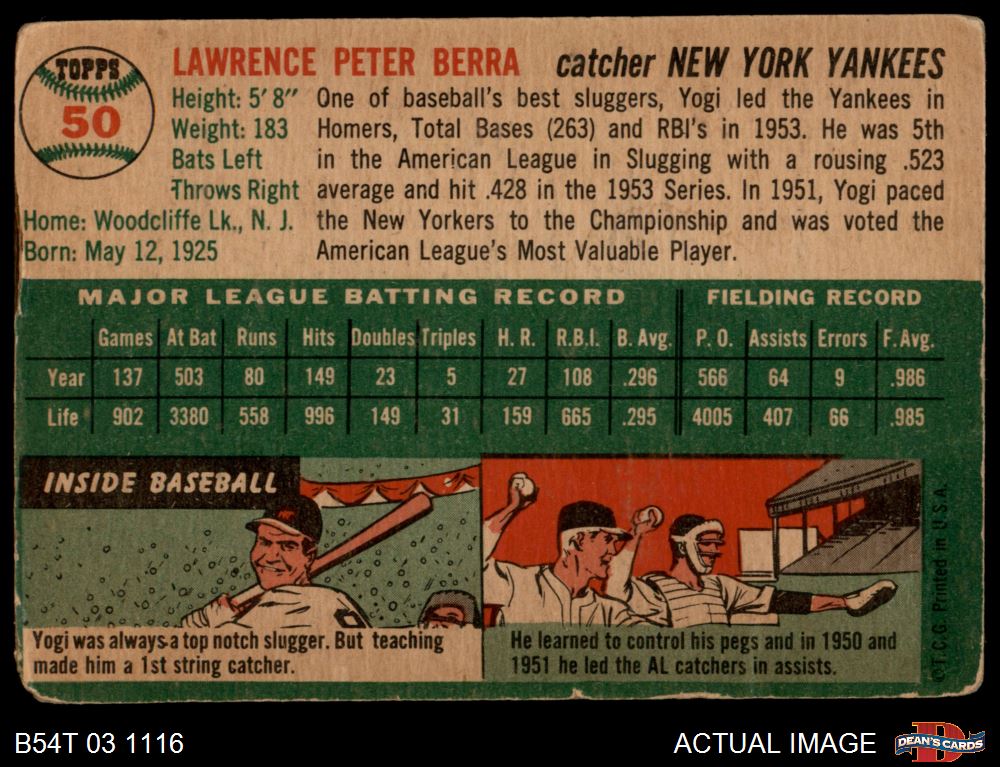 TOPPS
50
LAWRENCE PETER BERRA catcher NEW YORK YANKEES
Height: 5' 8"
Weight: 183
Bats Left
Throws Right
Home: Woodcliffe Lk., N. J.
Born: May 12, 1925
One of baseball's best sluggers, Yogi led the Yankees in
Homers, Total Bases (263) and RBI's in 1953. He was 5th
in the American League in Slugging with a rousing .523
average and hit .428 in the 1953 Series. In 1951, Yogi paced
the New Yorkers to the Championship and was voted the
American League's Most Valuable Player.
MAJOR LEAGUE BATTING RECORD FIELDING RECORD
Games At Bat Runs Hits Doubles Triples H. R. R.B.I. B. Avg. P. O. Assists Errors F. Avg.
Year 137 503 80 149 23 5 27 108 .296 566 64 9 .986
Life 902 3380 558 996 149 31 159 665 .295 4005 407 66 .985
INSIDE BASEBALL
Yogi was always a top notch slugger. But teaching
made him a 1st string catcher.
He learned to control his pegs and in 1950 and
1951 he led the AL catchers in assists.
© T.C.G. Printed in U.S.A.
B54T 03 1116
ACTUAL IMAGE
D
DEAN'S CARDS